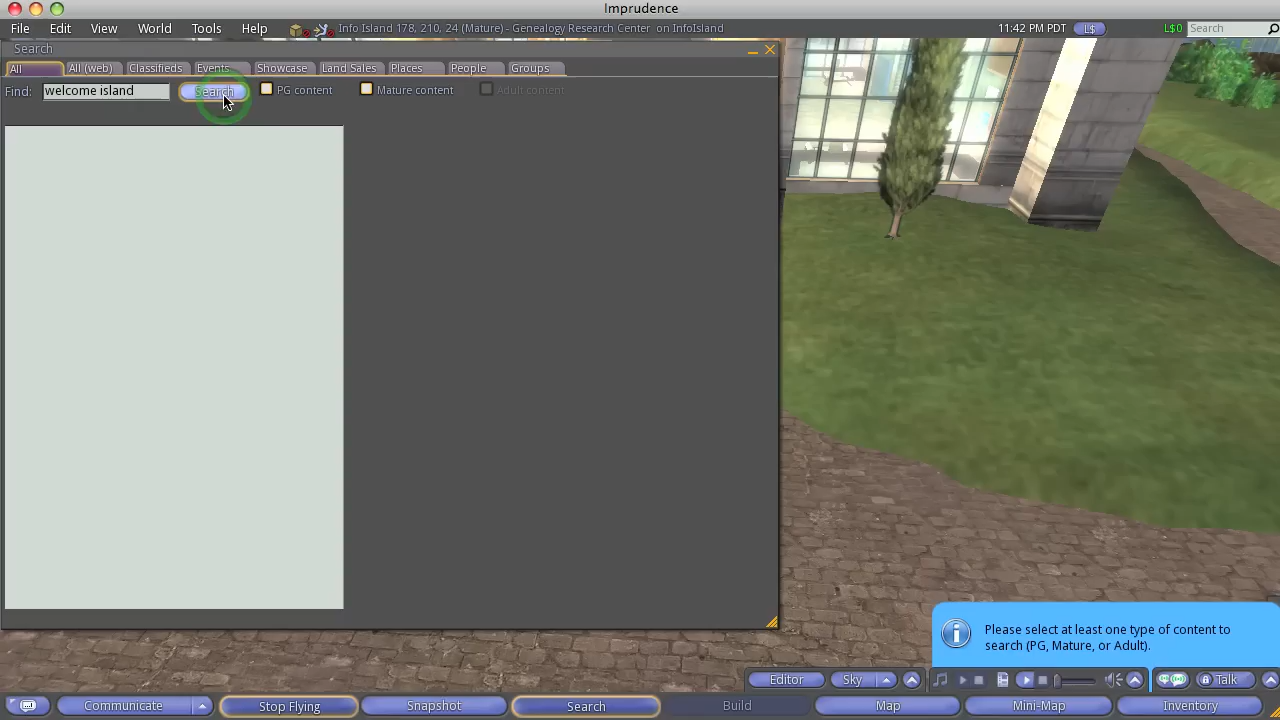 Imprudence
File Edit View World Tools Help Info Island 178, 210, 24 (Mature) - Genealogy Research Center on InfoIsland 11:42 PM PDT L$ L$0 Search
Search
All All (web) Classifieds Events Showcase Land Sales Places People Groups
Find: welcome island Search PG content Mature content Adult content
Please select at least one type of content to
search (PG, Mature, or Adult).
Editor Sky Talk
Communicate Stop Flying Snapshot Search Build Map Mini-Map Inventory